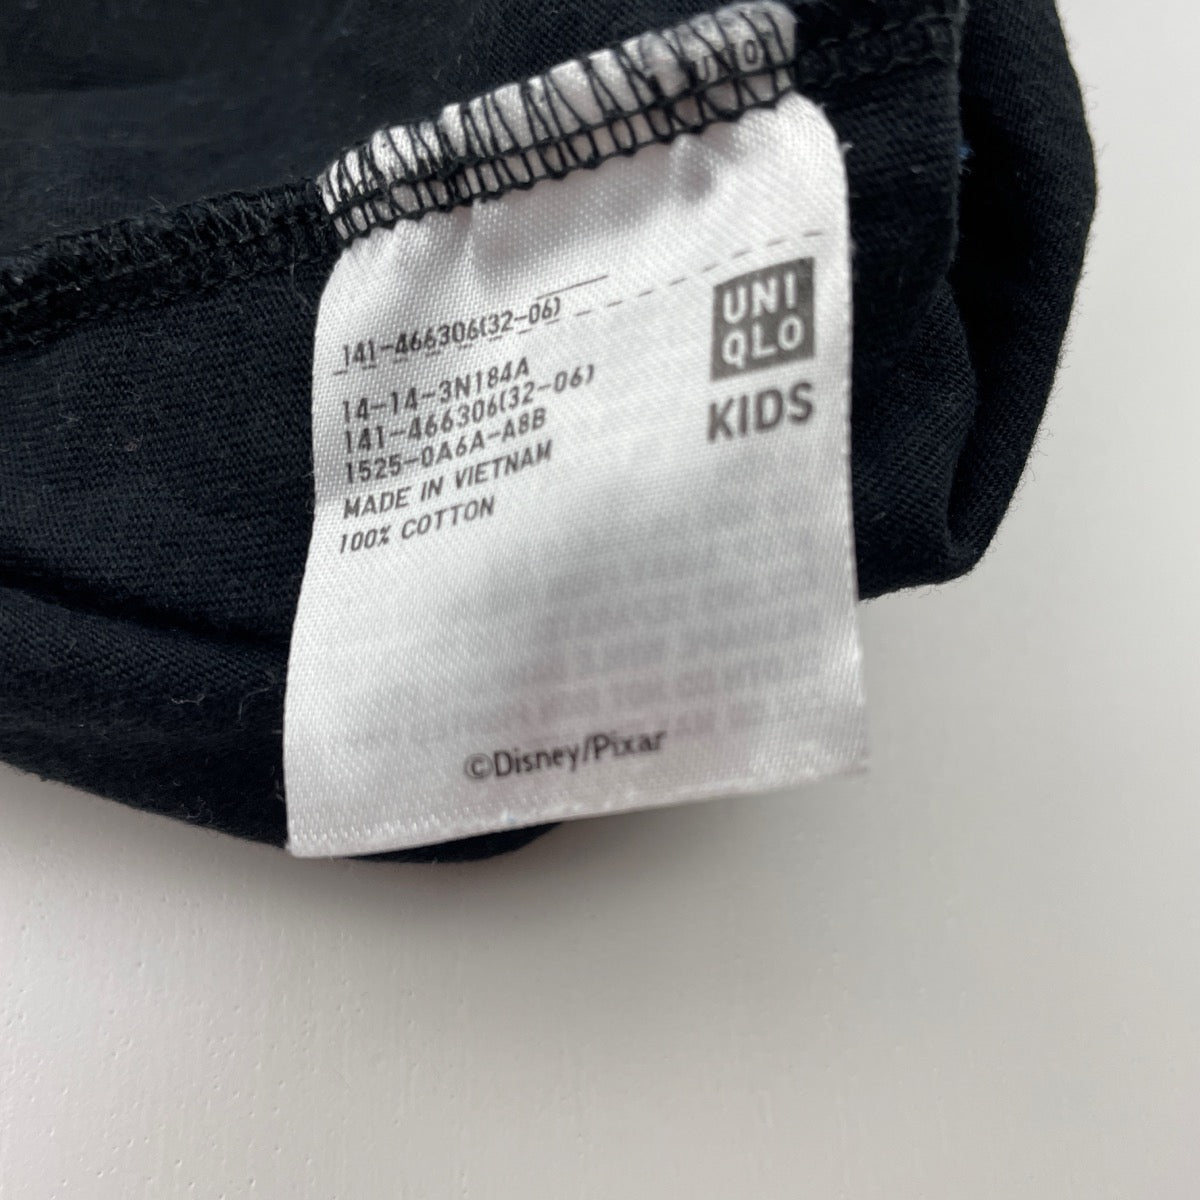 141-466306(32-06)
14-14-3N184A
141-466306(32-06)
1525-0A6A-A8B
MADE IN VIETNAM
100% COTTON
UNI
QLO
KIDS
©Disney/Pixar